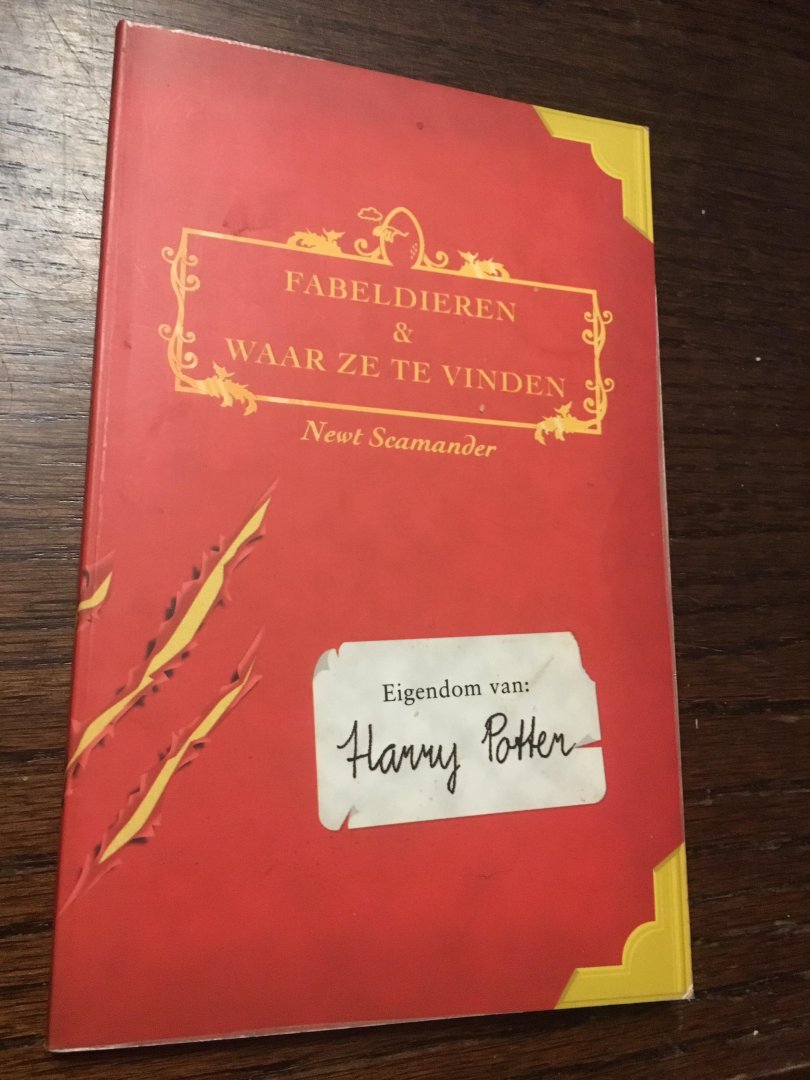 FABELDIEREN
&
WAAR ZE TE VINDEN
Newt Scamander
Eigendom van:
Harry Potter